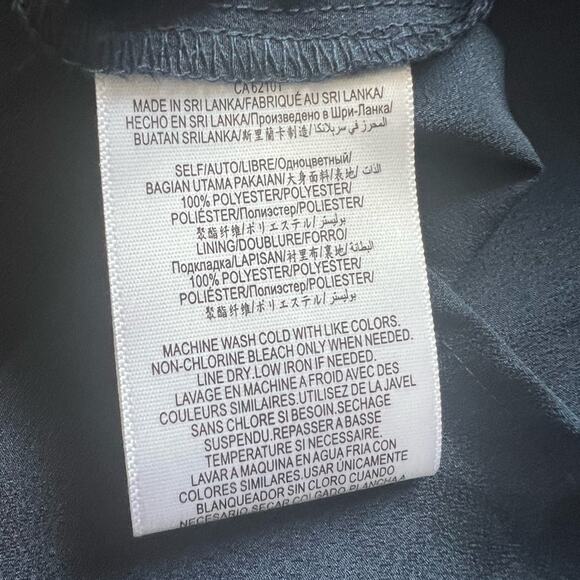 CA 62101
MADE IN SRI LANKA/FABRIQUÉ AU SRI LANKA/
HECHO EN SRI LANKA/Произведено в Шри-Ланка/
BUATAN SRILANKA/斯里蘭卡制造/المحرز في سريلانكا
SELF/AUTO/LIBRE/Одноцветный/
BAGIAN UTAMA PAKAIAN/大身面料/表地/الذات
100% POLYESTER/POLYESTER/
POLIÉSTER/Полиэстер/POLIESTER/
聚酯纤维/ポリエステル/بوليستر
LINING/DOUBLURE/FORRO/
Подкладка/LAPISAN/衬里布/裏地/البطانة
100% POLYESTER/POLYESTER/
POLIÉSTER/Полиэстер/POLIESTER/
聚酯纤维/ポリエステル/بوليستر
MACHINE WASH COLD WITH LIKE COLORS.
NON-CHLORINE BLEACH ONLY WHEN NEEDED.
LINE DRY. LOW IRON IF NEEDED.
LAVAGE EN MACHINE A FROID AVEC DES
COULEURS SIMILAIRES.UTILISEZ DE LA JAVEL
SANS CHLORE SI BESOIN.SECHAGE
SUSPENDU.REPASSER A BASSE
TEMPERATURE SI NECESSAIRE.
LAVAR A MAQUINA EN AGUA FRIA CON
COLORES SIMILARES.USAR ÚNICAMENTE
BLANQUEADOR SIN CLORO CUANDO
NECESARIO.SECAR COLGADO.PLANCHA A